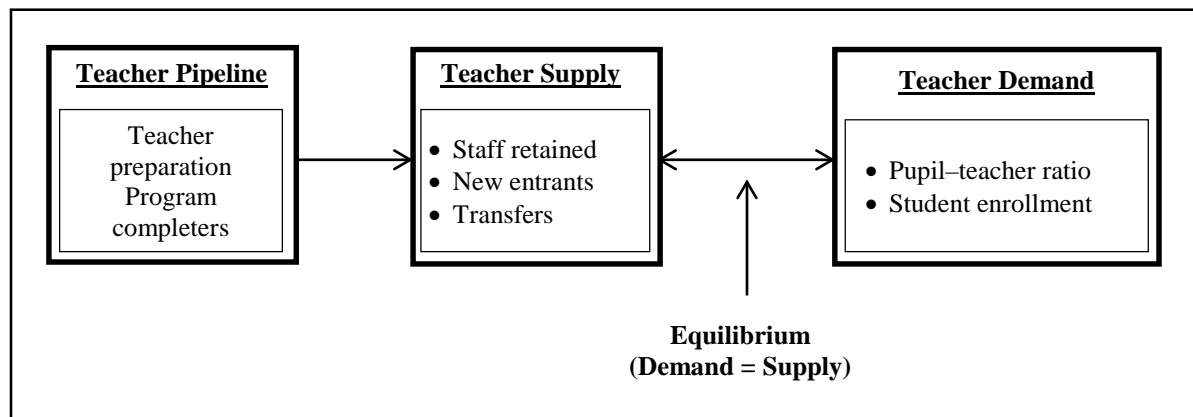 Teacher Pipeline
Teacher
preparation
Program
completers
Teacher Supply
• Staff retained
• New entrants
• Transfers
Teacher Demand
• Pupil–teacher ratio
• Student enrollment
Equilibrium
(Demand = Supply)